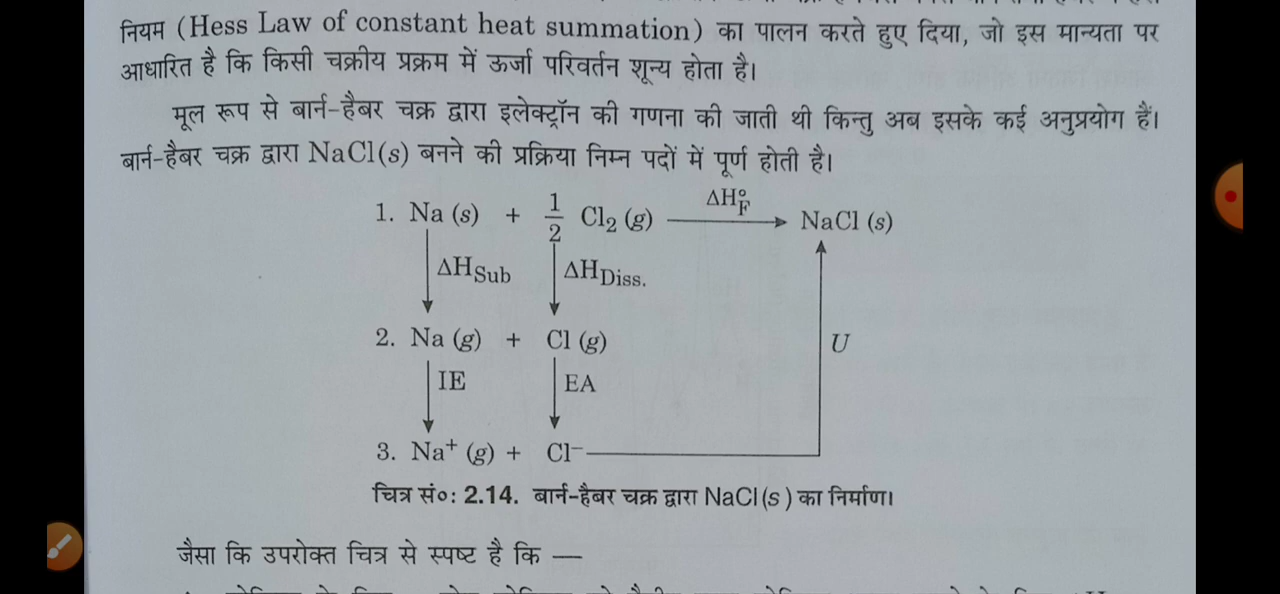 नियम (Hess Law of constant heat summation) का पालन करते हुए दिया, जो इस मान्यता पर
आधारित है कि किसी चक्रीय प्रक्रम में ऊर्जा परिवर्तन शून्य होता है।
मूल रूप से बार्न-हैबर चक्र द्वारा इलेक्ट्रॉन की गणना की जाती थी किन्तु अब इसके कई अनुप्रयोग हैं।
बार्न-हैबर चक्र द्वारा NaCl(s) बनने की प्रक्रिया निम्न पदों में पूर्ण होती है।
1. Na (s) + 1/2 Cl₂ (g) ΔH°F NaCl (s)
ΔHSub ΔHDiss.
2. Na (g) + Cl (g) U
IE EA
3. Na⁺ (g) + Cl⁻
चित्र सं०: 2.14. बार्न-हैबर चक्र द्वारा NaCl(s) का निर्माण।
जैसा कि उपरोक्त चित्र से स्पष्ट है कि —